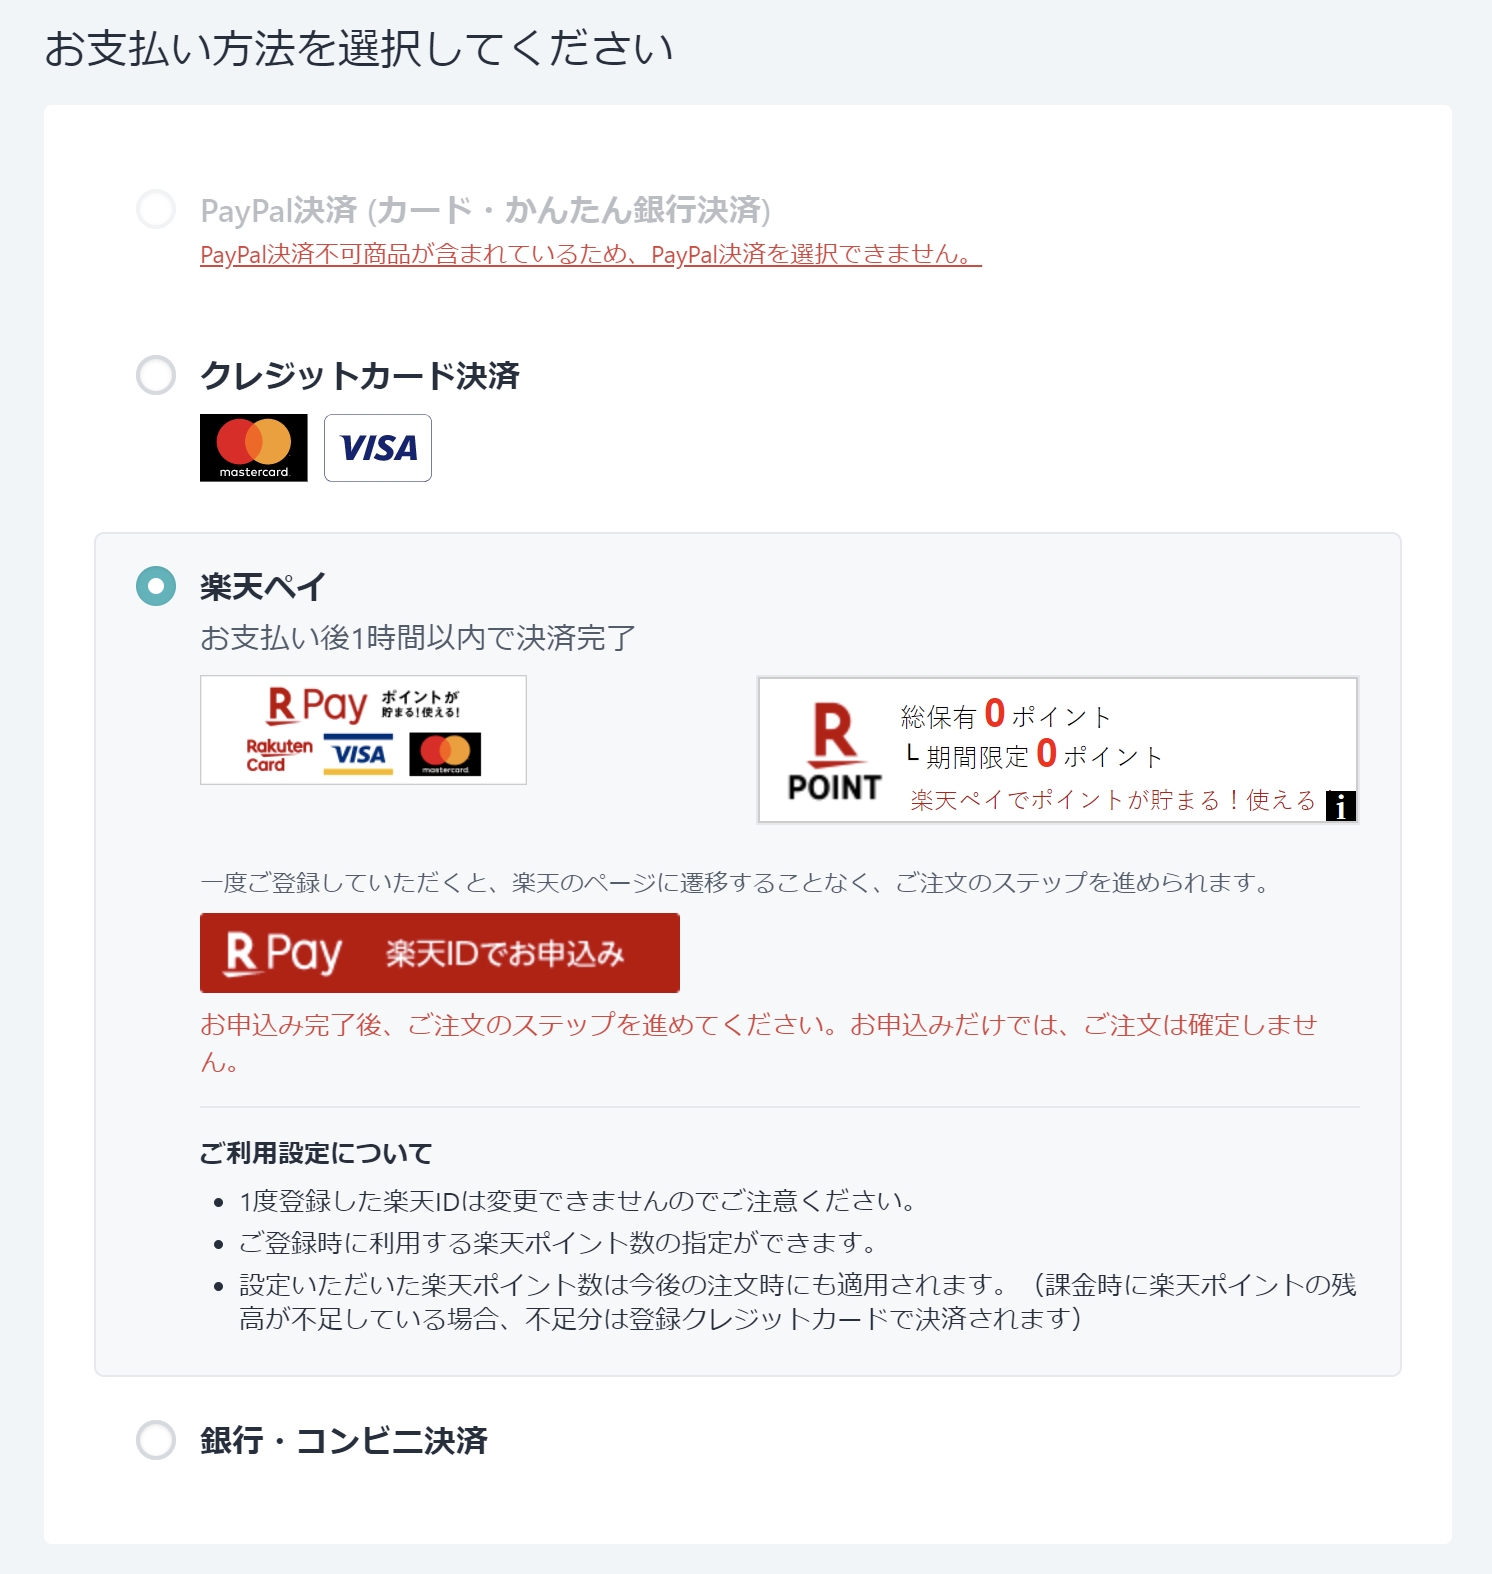 お支払い方法を選択してください
PayPal決済 (カード・かんたん銀行決済)
PayPal決済不可商品が含まれているため、PayPal決済を選択できません。
クレジットカード決済
mastercard.
VISA
楽天ペイ
お支払い後1時間以内で決済完了
R Pay ポイントが
貯まる!使える!
Rakuten
Card
VISA
mastercard.
R
POINT
総保有 0 ポイント
┗ 期間限定 0 ポイント
楽天ペイでポイントが貯まる！使える
i
一度ご登録していただくと、楽天のページに遷移することなく、ご注文のステップを進められます。
R Pay 楽天IDでお申込み
お申込み完了後、ご注文のステップを進めてください。お申込みだけでは、ご注文は確定しませ
ん。
ご利用設定について
• 1度登録した楽天IDは変更できませんのでご注意ください。
• ご登録時に利用する楽天ポイント数の指定ができます。
• 設定いただいた楽天ポイント数は今後の注文時にも適用されます。（課金時に楽天ポイントの残
高が不足している場合、不足分は登録クレジットカードで決済されます）
銀行・コンビニ決済